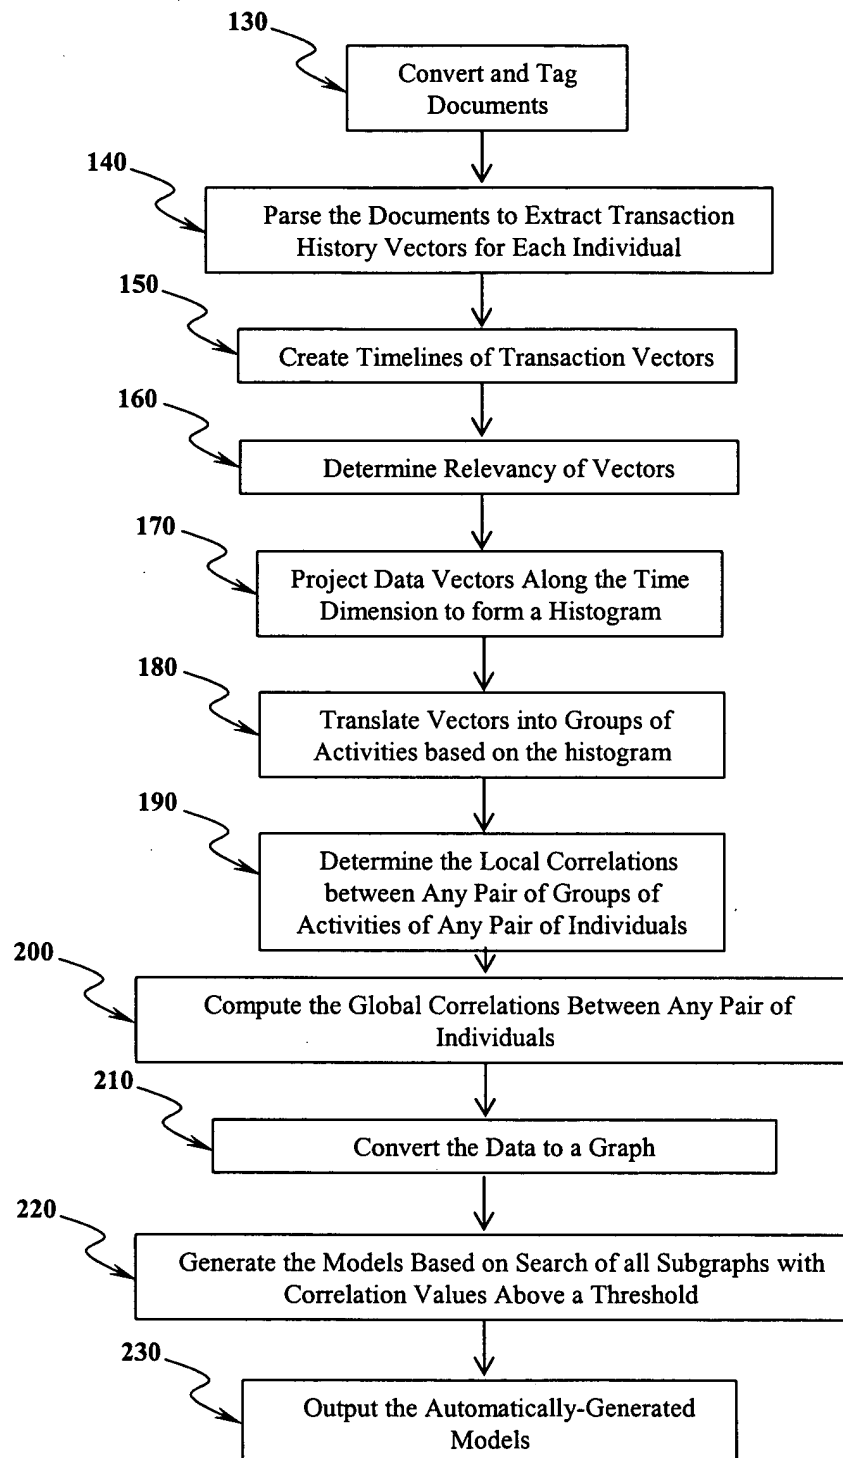 130
Convert and Tag
Documents
140
Parse the Documents to Extract Transaction
History Vectors for Each Individual
150
Create Timelines of Transaction Vectors
160
Determine Relevancy of Vectors
170
Project Data Vectors Along the Time
Dimension to form a Histogram
180
Translate Vectors into Groups of
Activities based on the histogram
190
Determine the Local Correlations
between Any Pair of Groups of
Activities of Any Pair of Individuals
200
Compute the Global Correlations Between Any Pair of
Individuals
210
Convert the Data to a Graph
220
Generate the Models Based on Search of all Subgraphs with
Correlation Values Above a Threshold
230
Output the Automatically-Generated
Models